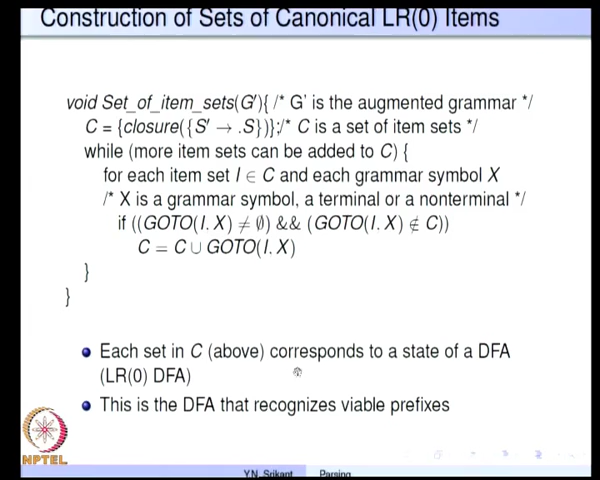 Construction of Sets of Canonical LR(0) Items
void Set_of_item_sets(G'){ /* G' is the augmented grammar */
C = {closure({S' → .S})};/* C is a set of item sets */
while (more item sets can be added to C) {
for each item set I ∈ C and each grammar symbol X
/* X is a grammar symbol, a terminal or a nonterminal */
if ((GOTO(I, X) ≠ ∅) && (GOTO(I, X) ∉ C))
C = C ∪ GOTO(I, X)
}
}
Each set in C (above) corresponds to a state of a DFA
(LR(0) DFA)
This is the DFA that recognizes viable prefixes
NPTEL
Y.N. Srikant Parsing